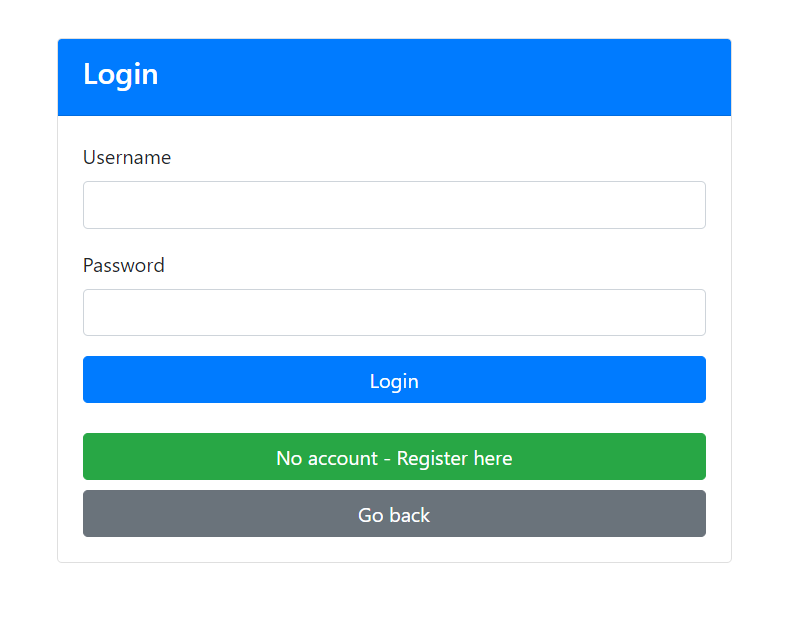 Login
Username
Password
Login
No account - Register here
Go back